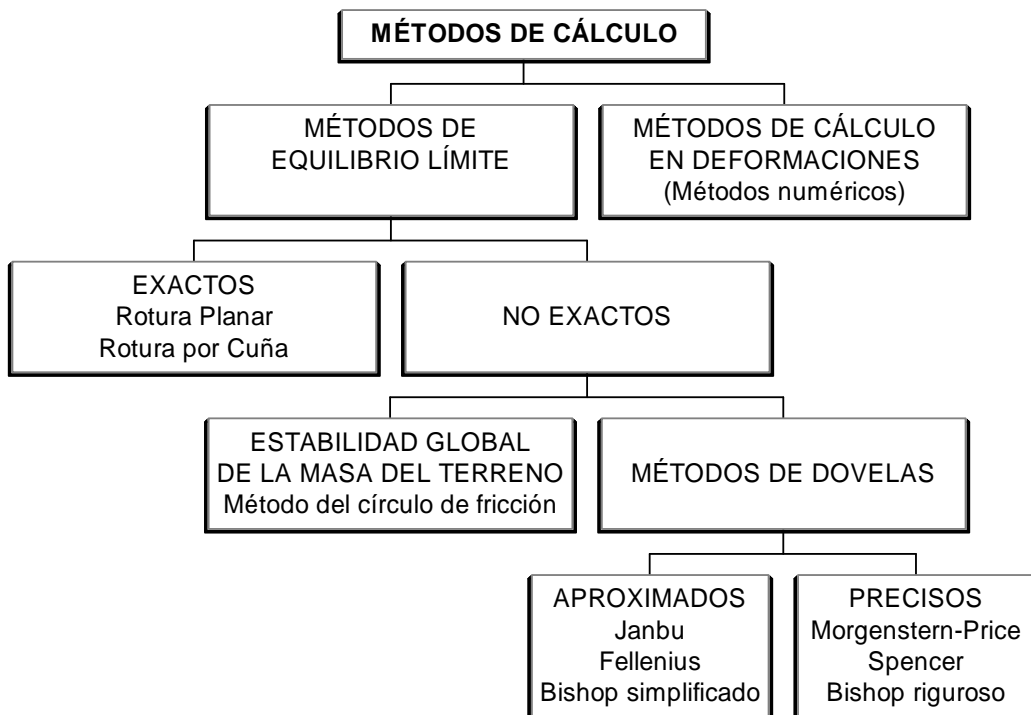 MÉTODOS DE CÁLCULO
MÉTODOS DE
EQUILIBRIO LÍMITE
MÉTODOS DE CÁLCULO
EN DEFORMACIONES
(Métodos numéricos)
EXACTOS
Rotura Planar
Rotura por Cuña
NO EXACTOS
ESTABILIDAD GLOBAL
DE LA MASA DEL TERRENO
Método del círculo de fricción
MÉTODOS DE DOVELAS
APROXIMADOS
Janbu
Fellenius
Bishop simplificado
PRECISOS
Morgenstern-Price
Spencer
Bishop riguroso